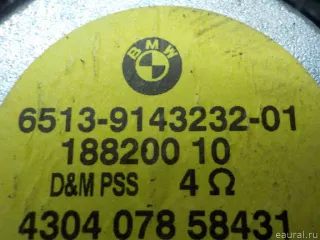 BMW
6513-9143232-01
188200 10
D&M PSS 4 Ω
4304 078 58431
eaural.ru